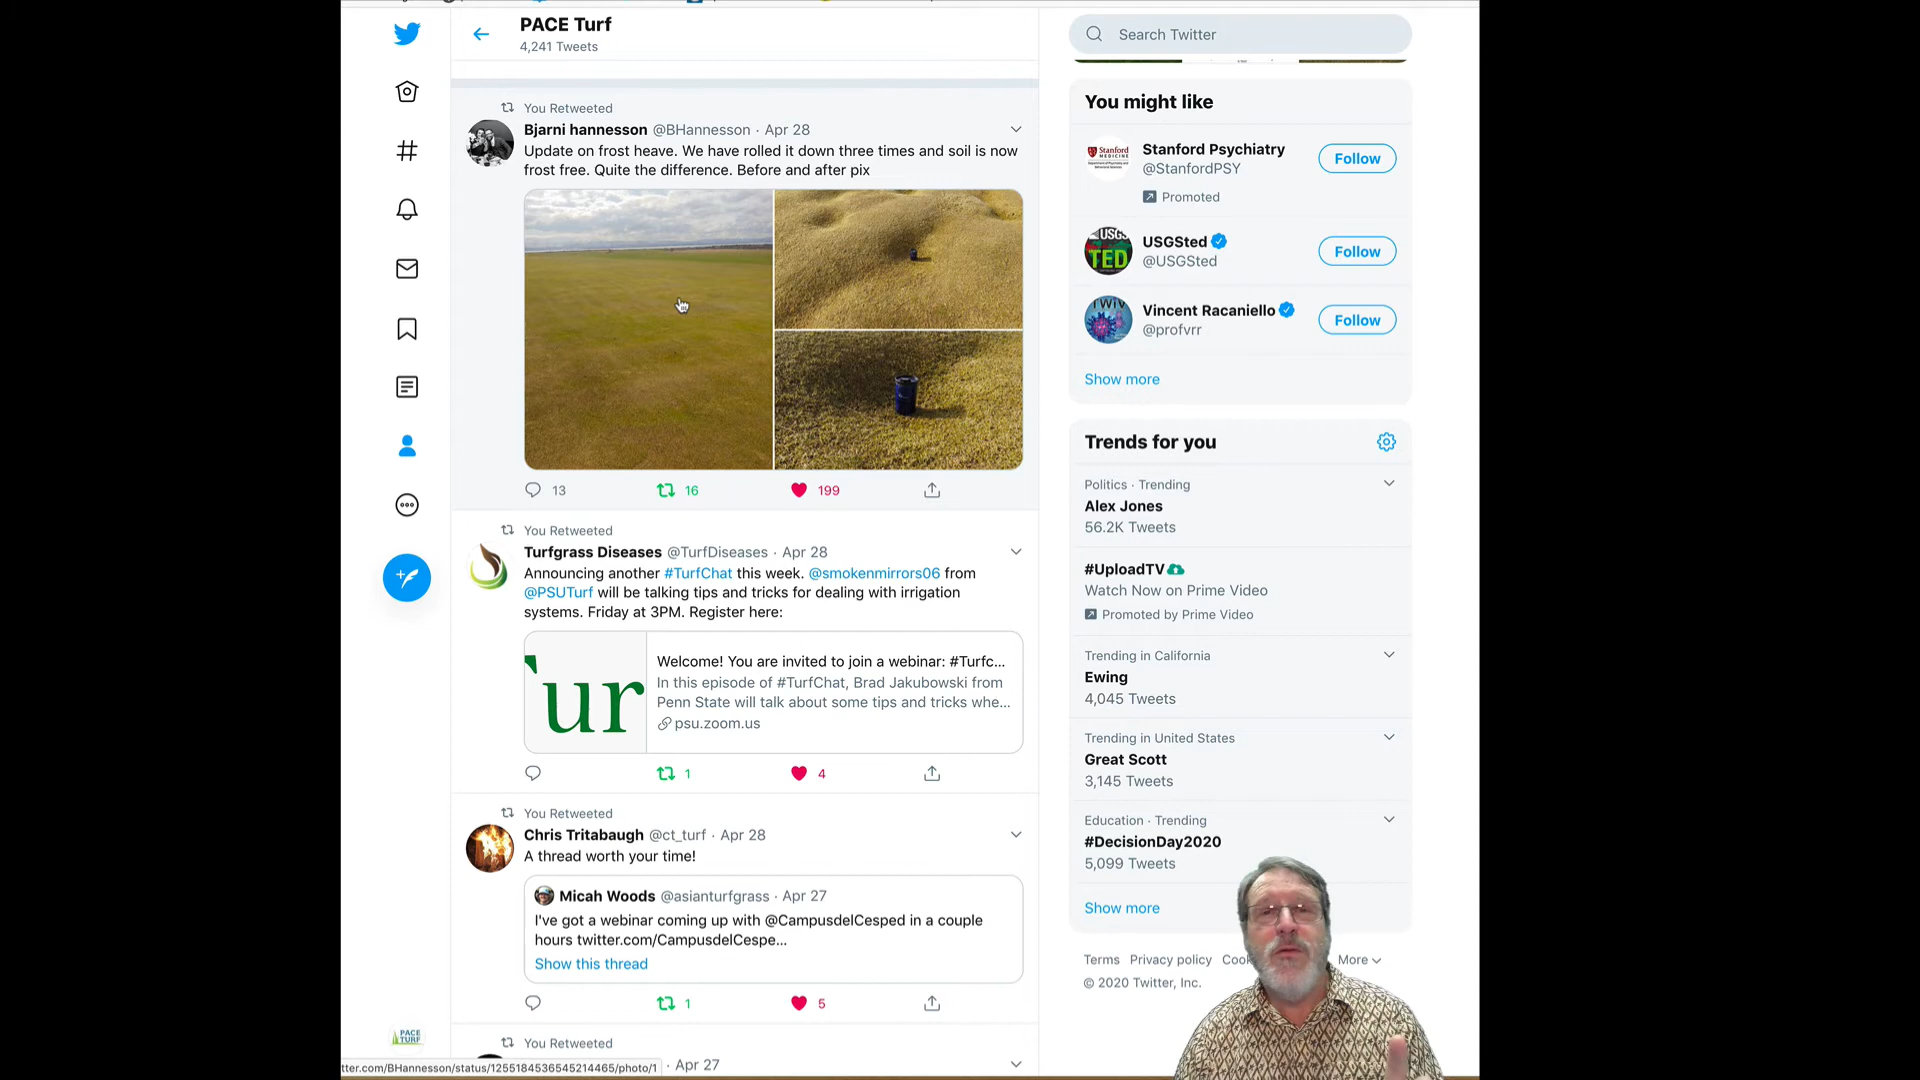 PACE Turf
4,241 Tweets
Search Twitter
You Retweeted
Bjarni hannesson @BHannesson · Apr 28
Update on frost heave. We have rolled it down three times and soil is now
frost free. Quite the difference. Before and after pix
13 16 199
You Retweeted
Turfgrass Diseases @TurfDiseases · Apr 28
Announcing another #TurfChat this week. @smokenmirrors06 from
@PSUTurf will be talking tips and tricks for dealing with irrigation
systems. Friday at 3PM. Register here:
ur
Welcome! You are invited to join a webinar: #Turfc...
In this episode of #TurfChat, Brad Jakubowski from
Penn State will talk about some tips and tricks whe...
psu.zoom.us
1 4
You Retweeted
Chris Tritabaugh @ct_turf · Apr 28
A thread worth your time!
Micah Woods @asianturfgrass · Apr 27
I've got a webinar coming up with @CampusdelCesped in a couple
hours twitter.com/CampusdelCespe...
Show this thread
1 5
You Retweeted
· Apr 27
PACE
TURF
tter.com/BHannesson/status/1255184536545214465/photo/1
You might like
Stanford
MEDICINE
Stanford Psychiatry
@StanfordPSY
Promoted
Follow
USGS
TED
USGSted
@USGSted
Follow
TWiV
Vincent Racaniello
@profvrr
Follow
Show more
Trends for you
Politics · Trending
Alex Jones
56.2K Tweets
#UploadTV
Watch Now on Prime Video
Promoted by Prime Video
Trending in California
Ewing
4,045 Tweets
Trending in United States
Great Scott
3,145 Tweets
Education · Trending
#DecisionDay2020
5,099 Tweets
Show more
Terms Privacy policy Cook More
© 2020 Twitter, Inc.